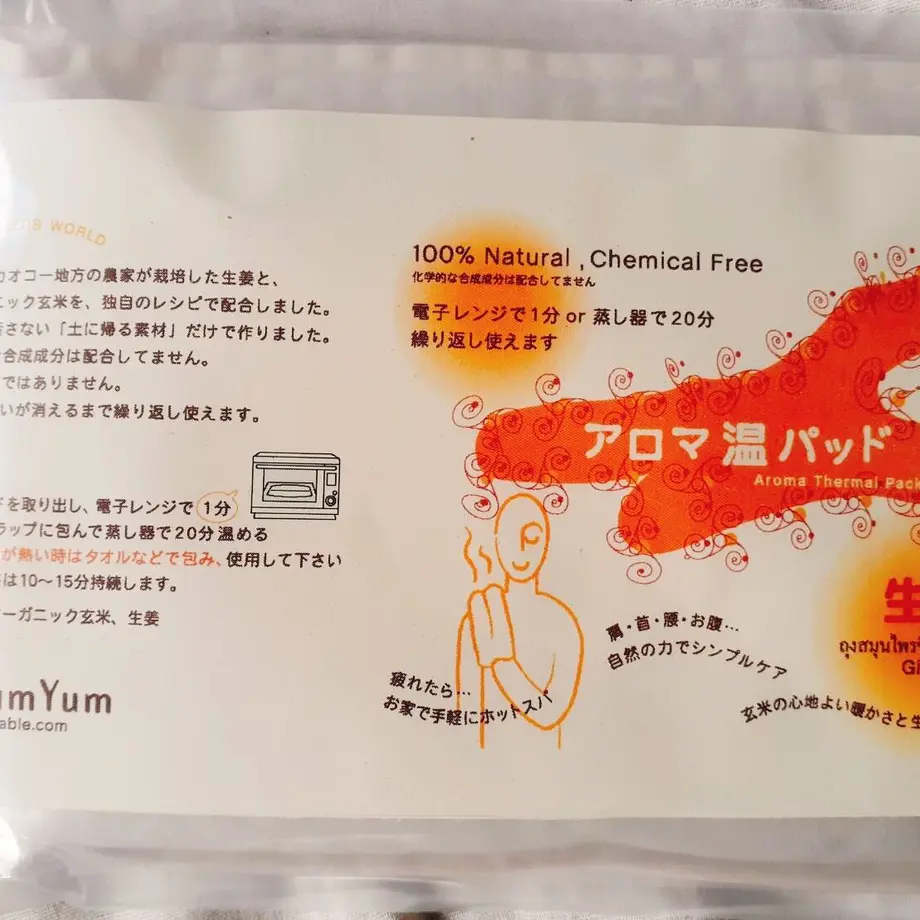 WORLD
カオコー地方の農家が栽培した生姜と、
ニック玄米を、独自のレシピで配合しました。
さない「土に帰る素材」だけで作りました。
合成成分は配合してません。
ではありません。
いが消えるまで繰り返し使えます。
ドを取り出し、電子レンジで1分
ラップに包んで蒸し器で20分温める
が熱い時はタオルなどで包み、使用して下さい
は10〜15分持続します。
ーガニック玄米、生姜
umYum
able.com
100% Natural , Chemical Free
化学的な合成成分は配合してません
電子レンジで1分 or 蒸し器で20分
繰り返し使えます
アロマ温パッド
Aroma Thermal Pack
疲れたら…
お家で手軽にホットスパ
肩・首・腰・お腹…
自然の力でシンプルケア
生
ถุงสมุนไพร
GI
玄米の心地よい暖かさと生